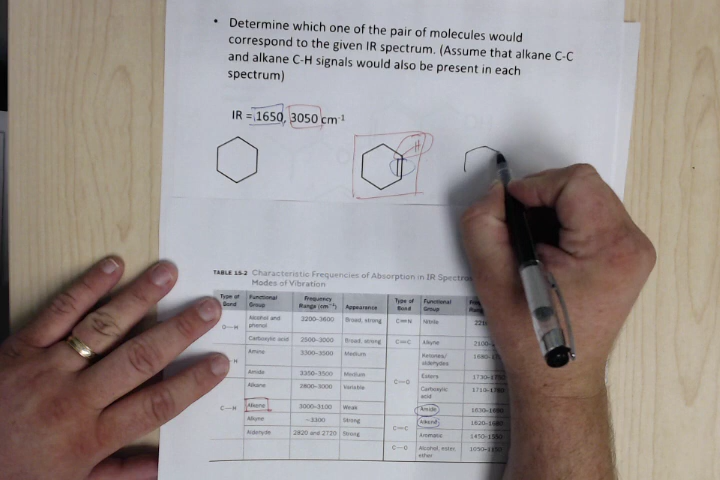 • Determine which one of the pair of molecules would
correspond to the given IR spectrum. (Assume that alkane C-C
and alkane C-H signals would also be present in each
spectrum)
IR = 1650, 3050 cm-1
H
TABLE 15-2 Characteristic Frequencies of Absorption in IR
Modes of Vibration
Type of Bond Functional Group Frequency Range (cm⁻¹) Appearance Type of Bond Functional Group
O—H Alcohol and phenol 3200-3600 Broad, strong C≡N Nitrile
Carboxylic acid 2500-3000 Broad, strong C≡C Alkyne
H Amine 3300-3500 Medium C=O Ketones/ aldehydes
Amide 3350-3500 Medium Esters
Alkane 2800-3000 Variable Carboxylic acid
C—H Alkene 3000-3100 Weak Amide
Alkyne ~3300 Strong C=C Alkene
Aldehyde 2820 and 2720 Strong Aromatic
C—O Alcohol, ester, ether